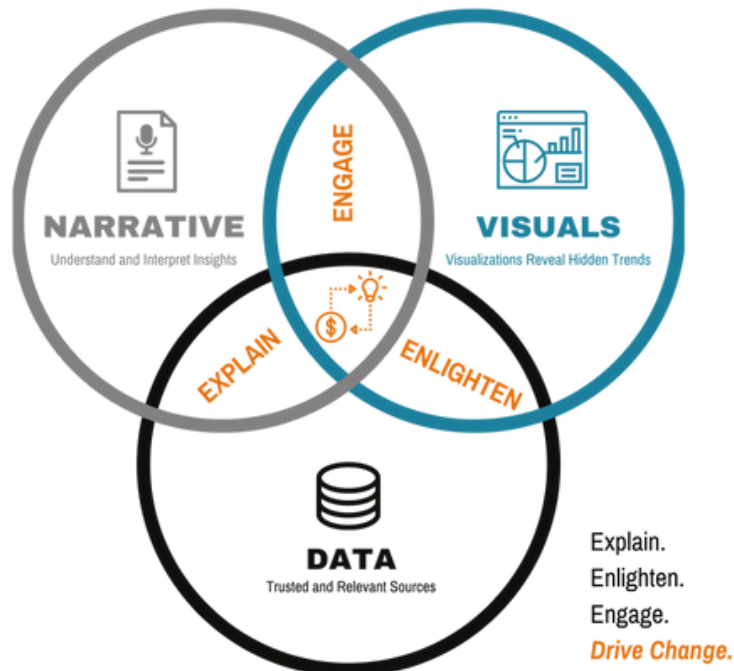 ENGAGE
NARRATIVE
Understand and Interpret Insights
VISUALS
Visualizations Reveal Hidden Trends
$
EXPLAIN
ENLIGHTEN
DATA
Trusted and Relevant Sources
Explain.
Enlighten.
Engage.
Drive Change.